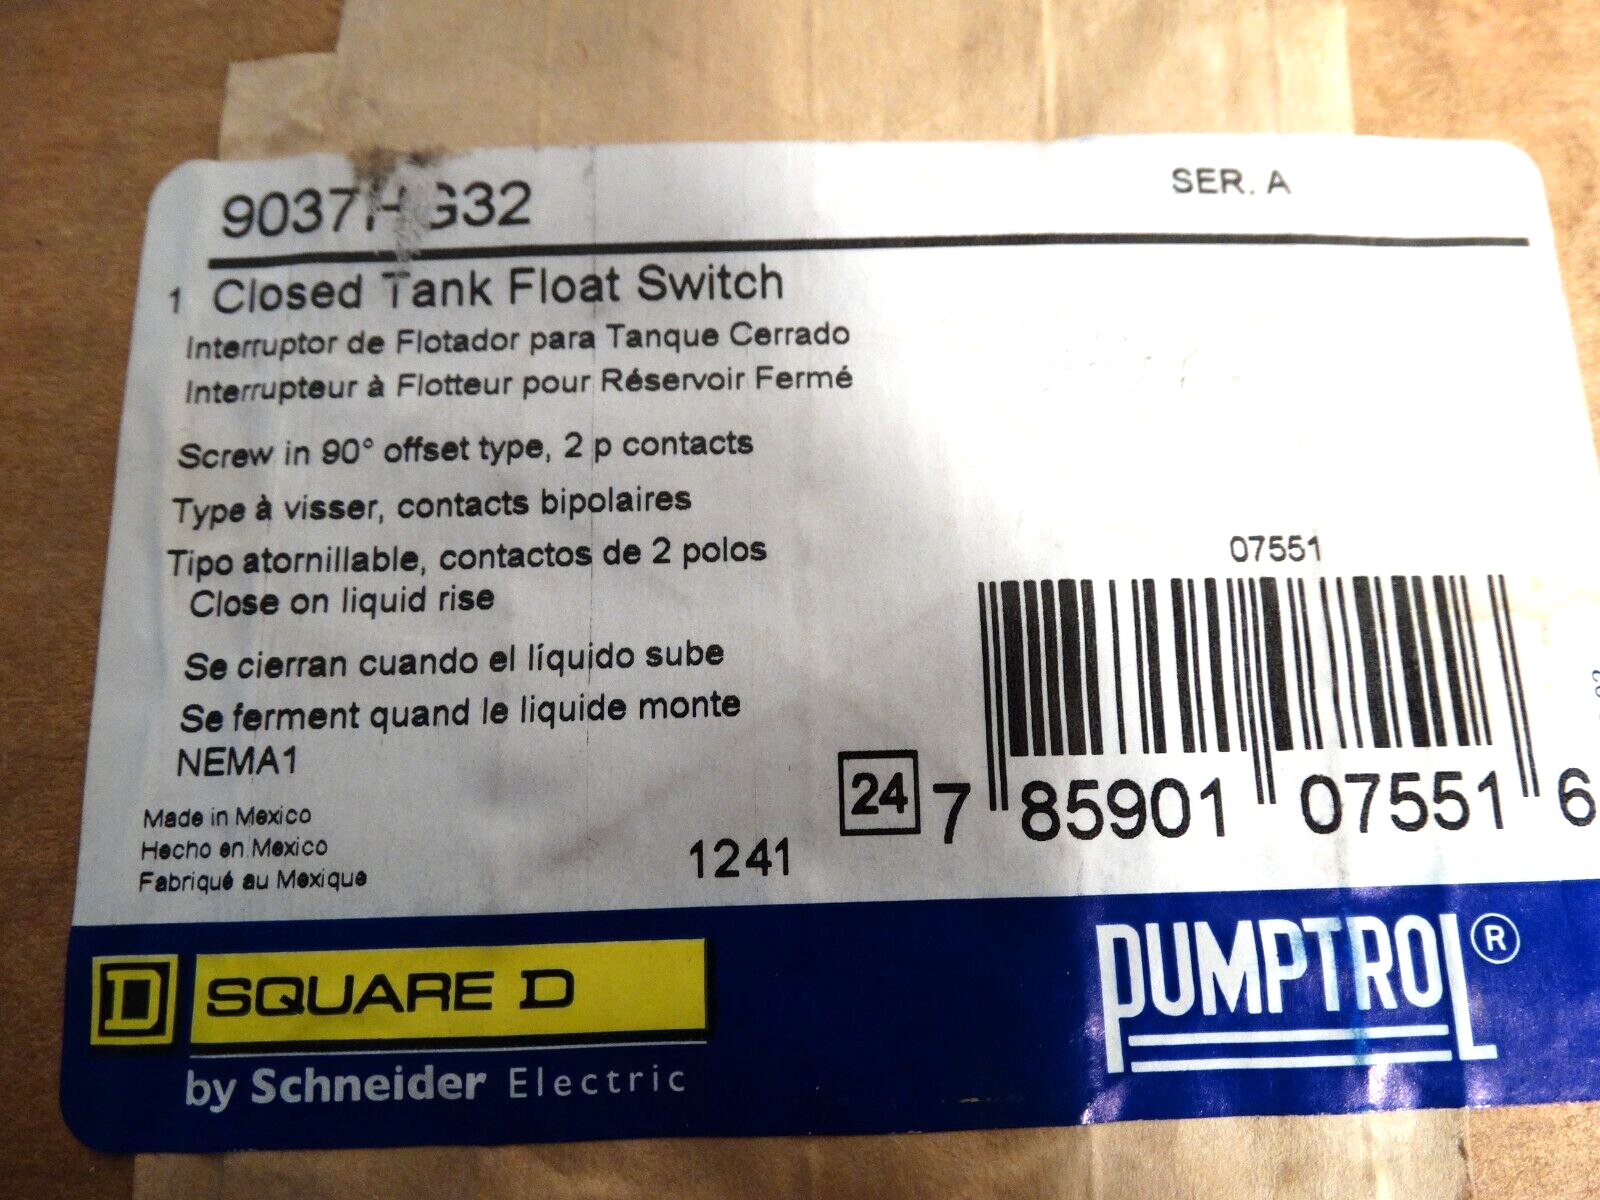 9037HG32
SER. A
1 Closed Tank Float Switch
Interruptor de Flotador para Tanque Cerrado
Interrupteur à Flotteur pour Réservoir Fermé
Screw in 90° offset type, 2 p contacts
Type à visser, contacts bipolaires
Tipo atornillable, contactos de 2 polos
Close on liquid rise
Se cierran cuando el líquido sube
Se ferment quand le liquide monte
NEMA1
Made in Mexico
Hecho en Mexico
Fabriqué au Mexique
1241
07551
24 7 85901 07551 6
D SQUARE D
by Schneider Electric
PUMPTROL®